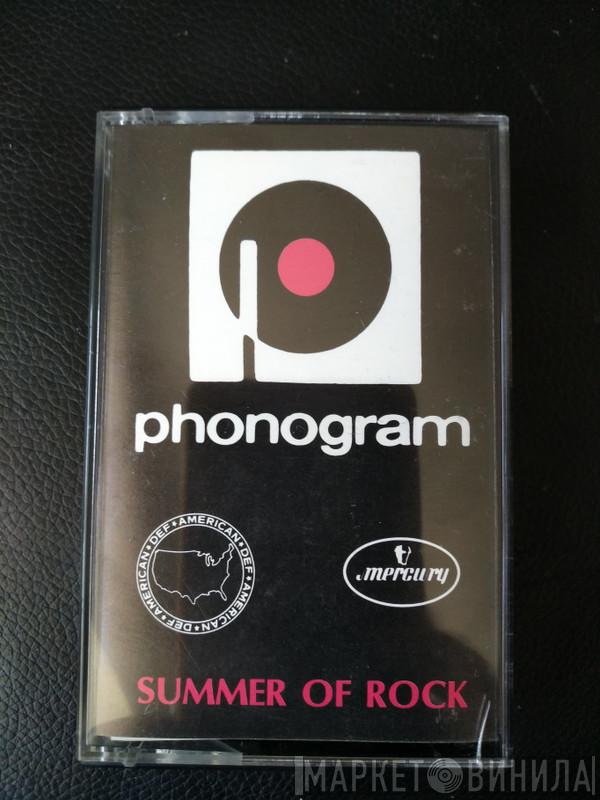 phonogram
DEF★AMERICAN★DEF★AMERICAN★DEF★AMERICAN★
mercury
SUMMER OF ROCK
МАРКЕТ ВИНИЛА